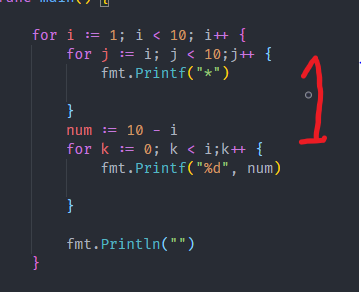 func main() {
for i := 1; i < 10; i++ {
for j := i; j < 10;j++ {
fmt.Printf("*")
}
num := 10 - i
for k := 0; k < i;k++ {
fmt.Printf("%d", num)
}
fmt.Println("")
}
1